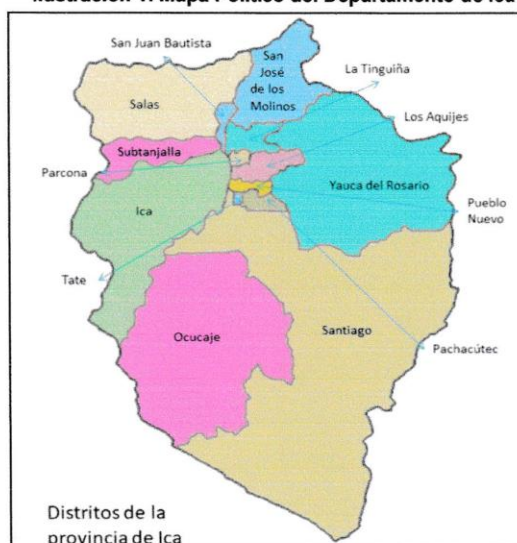 Ilustración Mapa Político del Departamento de Ica
San Juan Bautista
San
José
de los
Molinos
La Tinguiña
Salas
Los Aquijes
Subtanjalla
Parcona
Yauca del Rosario
Ica
Pueblo
Nuevo
Tate
Ocucaje
Santiago
Pachacútec
Distritos de la
provincia de Ica